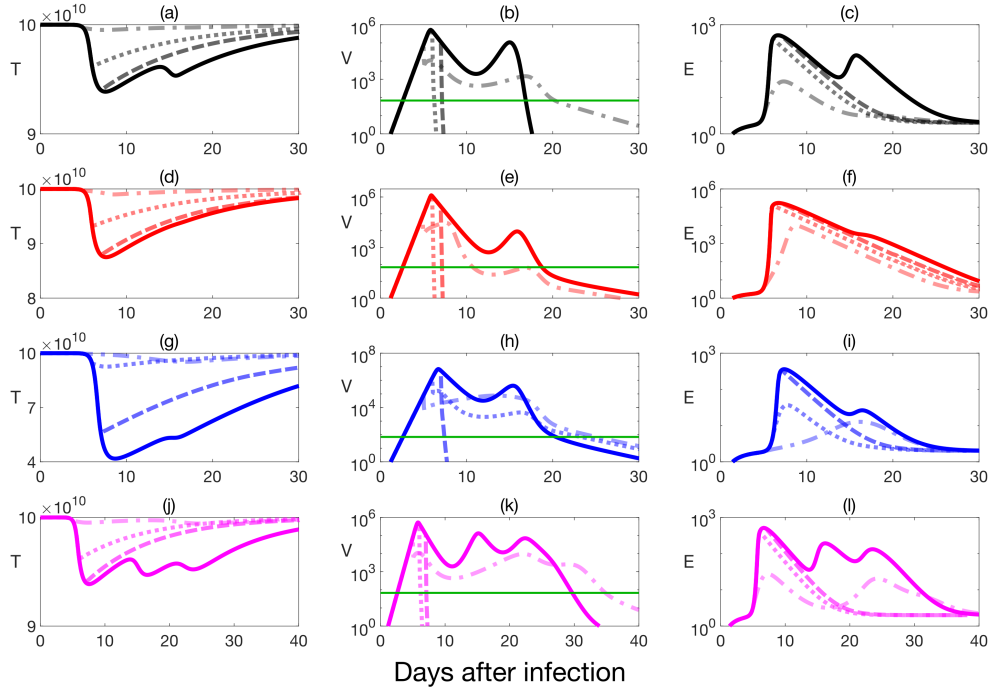 (a) (b) (c)
×10^10
10 10^6 10^3
T V 10^3 E
9 10^0 10^0
0 10 20 30 0 10 20 30 0 10 20 30
(d) (e) (f)
×10^10
10 10^6 10^5
T 9 V 10^3 E
8 10^0 10^0
0 10 20 30 0 10 20 30 0 10 20 30
(g) (h) (i)
×10^10
10 10^8 10^3
T 7 V 10^4 E
4 10^0 10^0
0 10 20 30 0 10 20 30 0 10 20 30
(j) (k) (l)
×10^10
10 10^6 10^3
T V 10^3 E
9 10^0 10^0
0 10 20 30 40 0 10 20 30 40 0 10 20 30 40
Days after infection